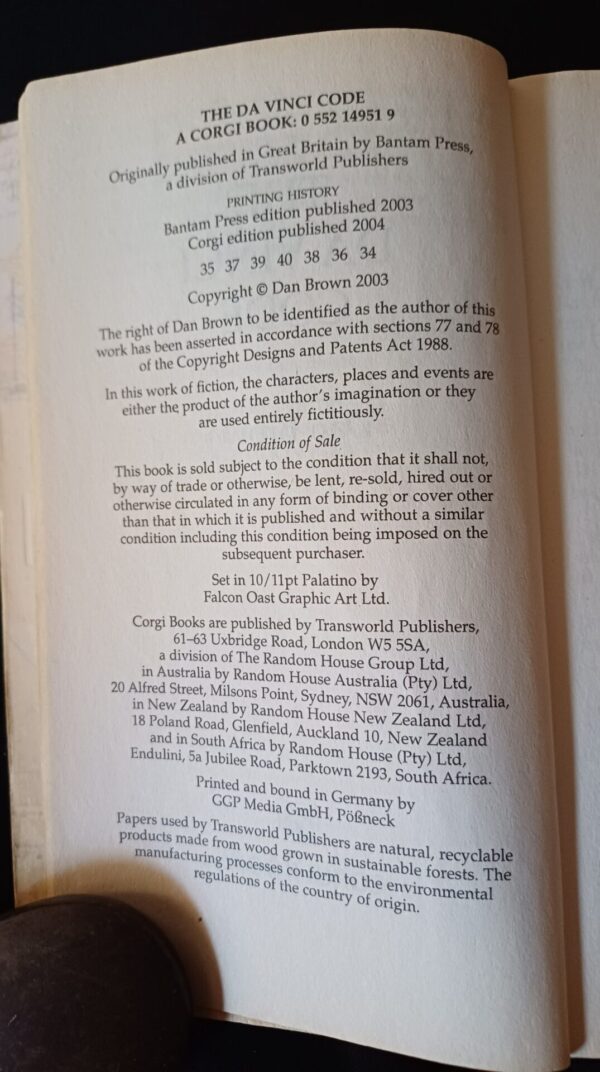 THE DA VINCI CODE
A CORGI BOOK: 0 552 14951 9
Originally published in Great Britain by Bantam Press,
a division of Transworld Publishers
PRINTING HISTORY
Bantam Press edition published 2003
Corgi edition published 2004
35 37 39 40 38 36 34
Copyright © Dan Brown 2003
The right of Dan Brown to be identified as the author of this
work has been asserted in accordance with sections 77 and 78
of the Copyright Designs and Patents Act 1988.
In this work of fiction, the characters, places and events are
either the product of the author's imagination or they
are used entirely fictitiously.
Condition of Sale
This book is sold subject to the condition that it shall not,
by way of trade or otherwise, be lent, re-sold, hired out or
otherwise circulated in any form of binding or cover other
than that in which it is published and without a similar
condition including this condition being imposed on the
subsequent purchaser.
Set in 10/11pt Palatino by
Falcon Oast Graphic Art Ltd.
Corgi Books are published by Transworld Publishers,
61–63 Uxbridge Road, London W5 5SA,
a division of The Random House Group Ltd,
in Australia by Random House Australia (Pty) Ltd,
20 Alfred Street, Milsons Point, Sydney, NSW 2061, Australia,
in New Zealand by Random House New Zealand Ltd,
18 Poland Road, Glenfield, Auckland 10, New Zealand
and in South Africa by Random House (Pty) Ltd,
Endulini, 5a Jubilee Road, Parktown 2193, South Africa.
Printed and bound in Germany by
GGP Media GmbH, Pößneck
Papers used by Transworld Publishers are natural, recyclable
products made from wood grown in sustainable forests. The
manufacturing processes conform to the environmental
regulations of the country of origin.